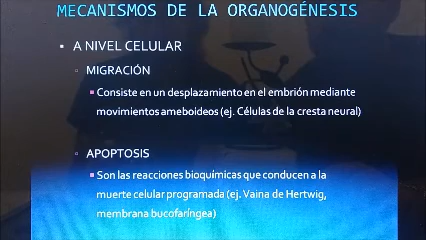 MECANISMOS DE LA ORGANOGÉNESIS
• A NIVEL CELULAR
▫ MIGRACIÓN
▪ Consiste en un desplazamiento en el embrión mediante
movimientos ameboideos (ej. Células de la cresta neural)
▫ APOPTOSIS
▪ Son las reacciones bioquímicas que conducen a la
muerte celular programada (ej. Vaina de Hertwig,
membrana bucofaríngea)